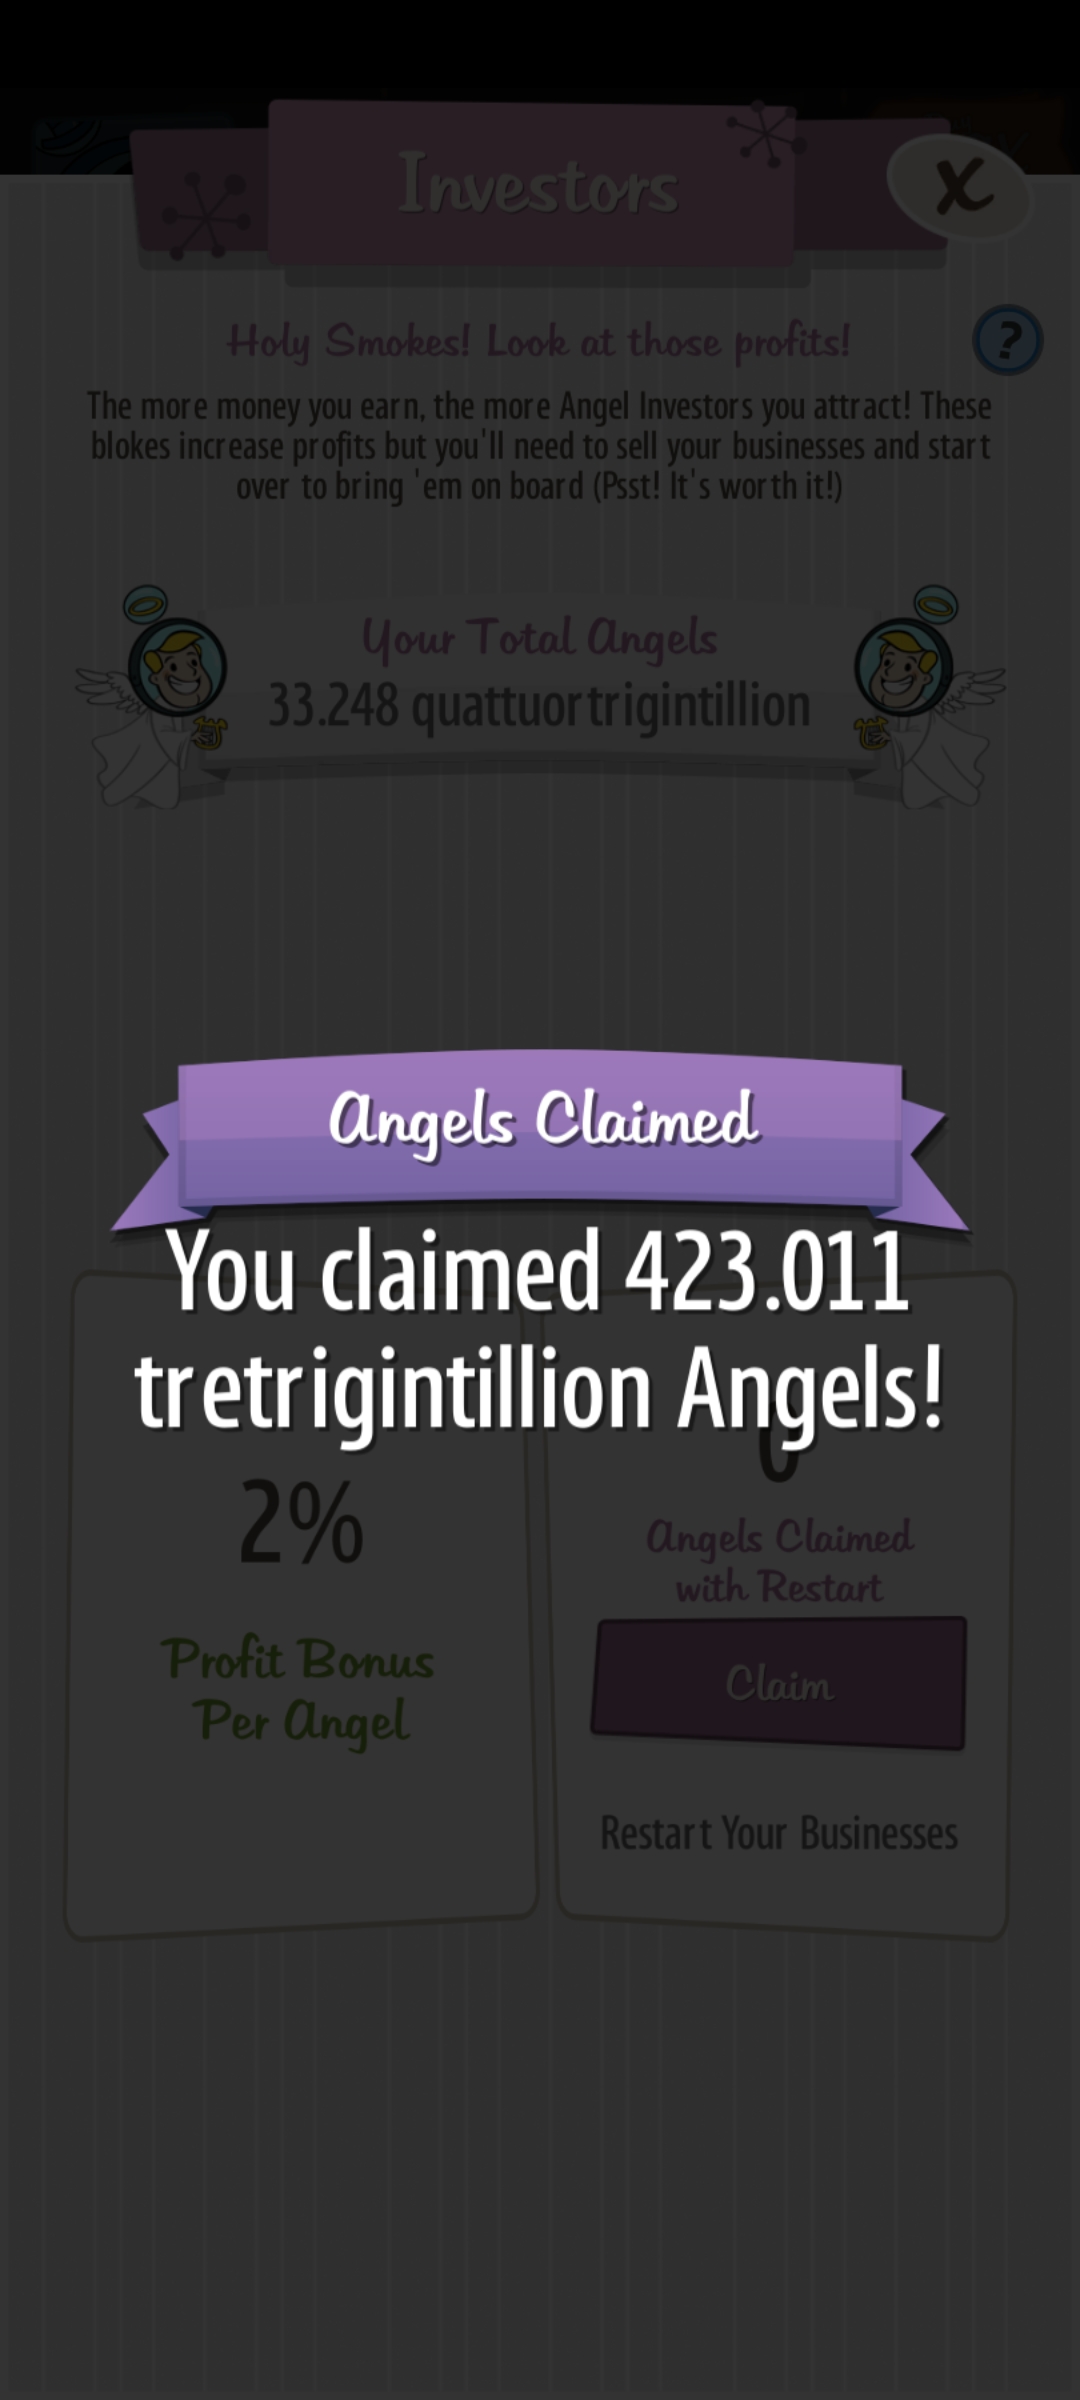 Investors
X
Holy Smokes! Look at those profits!
?
The more money you earn, the more Angel Investors you attract! These
blokes increase profits but you'll need to sell your businesses and start
over to bring 'em on board (Psst! It's worth it!)
Your Total Angels
33.248 quattuortrigintillion
Angels Claimed
You claimed 423.011
tretrigintillion Angels!
2%
Profit Bonus
Per Angel
0
Angels Claimed
with Restart
Claim
Restart Your Businesses